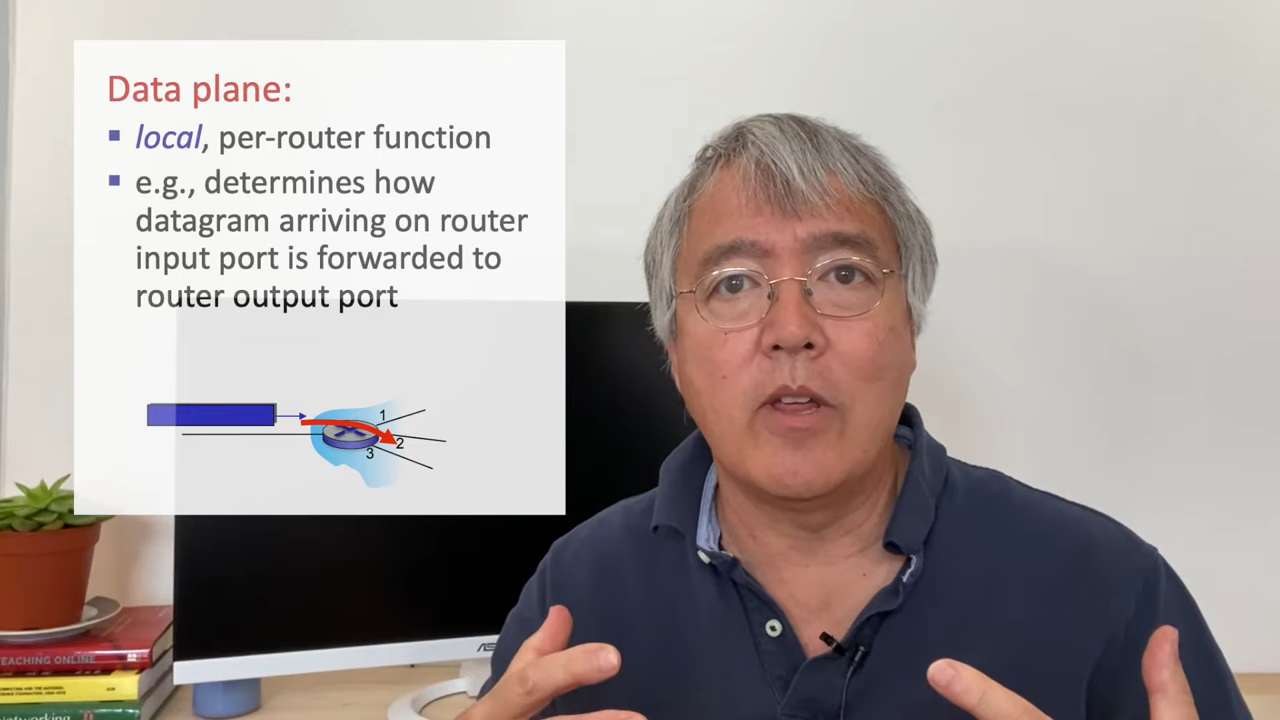 Data plane:
▪ local, per-router function
▪ e.g., determines how
datagram arriving on router
input port is forwarded to
router output port
1
2
3
TEACHING ONLINE